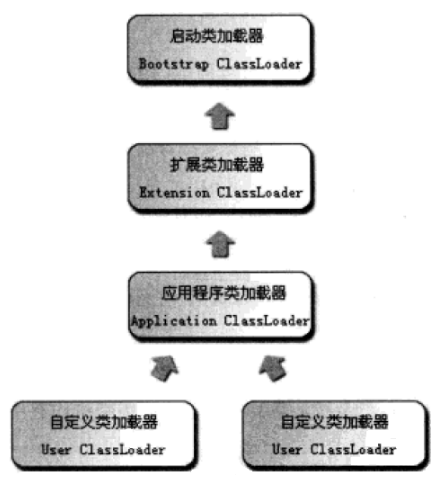 启动类加载器
Bootstrap ClassLoader
扩展类加载器
Extension ClassLoader
应用程序类加载器
Application ClassLoader
自定义类加载器
User ClassLoader
自定义类加载器
User ClassLoader